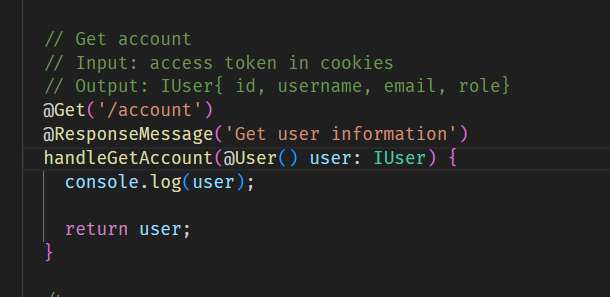 // Get account
// Input: access token in cookies
// Output: IUser{ id, username, email, role}
@Get('/account')
@ResponseMessage('Get user information')
handleGetAccount(@User() user: IUser) {
  console.log(user);

  return user;
}